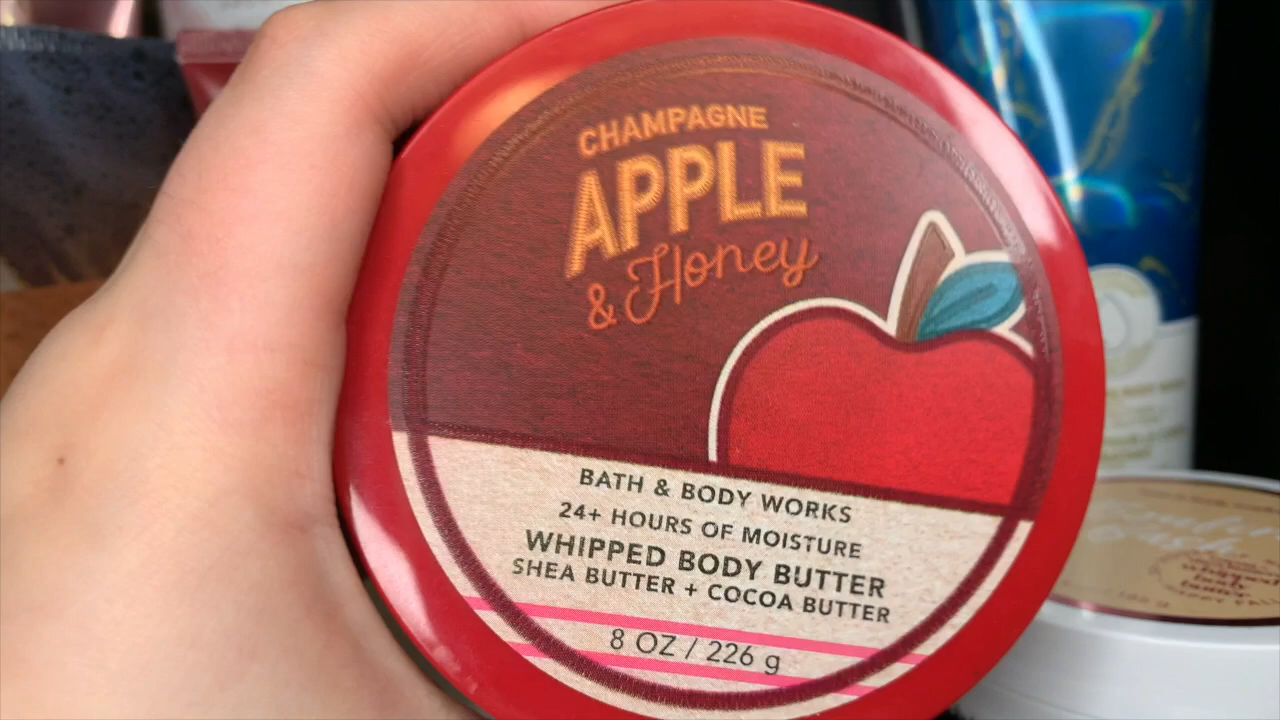 CHAMPAGNE
APPLE
& Honey
BATH & BODY WORKS
24+ HOURS OF MOISTURE
WHIPPED BODY BUTTER
SHEA BUTTER + COCOA BUTTER
8 OZ / 226 g